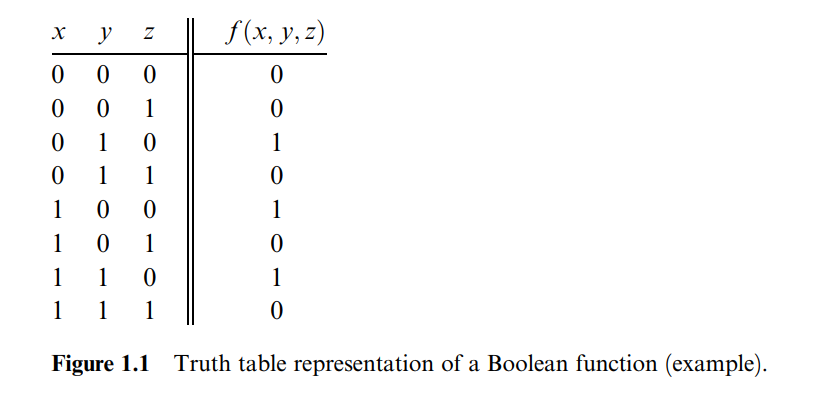 x y z f(x, y, z)
0 0 0 0
0 0 1 0
0 1 0 1
0 1 1 0
1 0 0 1
1 0 1 0
1 1 0 1
1 1 1 0
Figure 1.1 Truth table representation of a Boolean function (example).